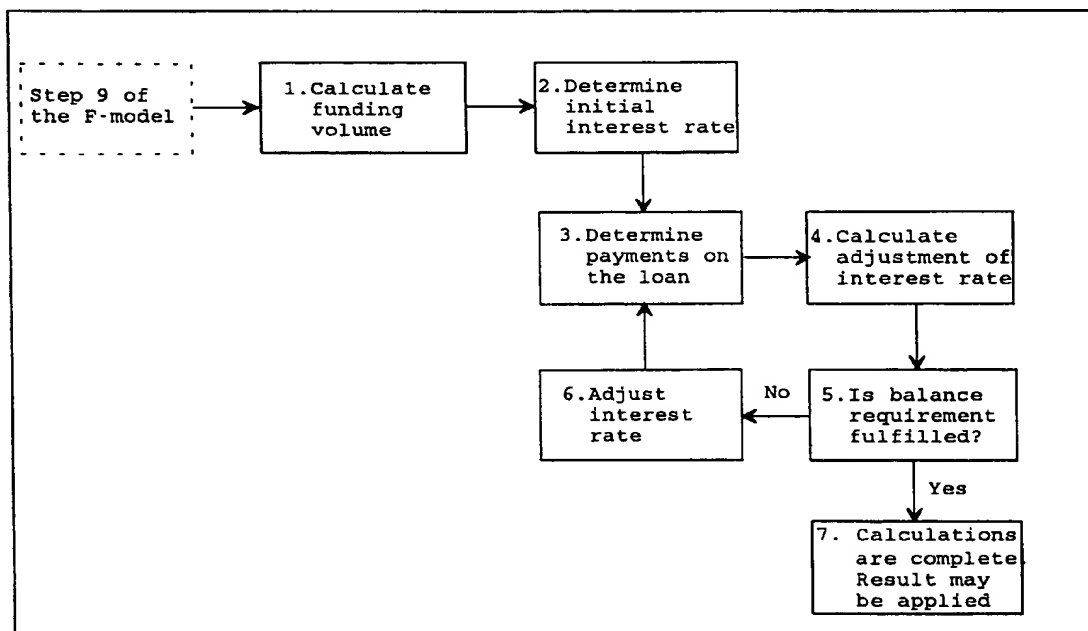 Step 9 of
the F-model
1.Calculate
funding
volume
2.Determine
initial
interest rate
3.Determine
payments on
the loan
4.Calculate
adjustment of
interest rate
5.Is balance
requirement
fulfilled?
No
6.Adjust
interest
rate
Yes
7. Calculations
are complete.
Result may
be applied